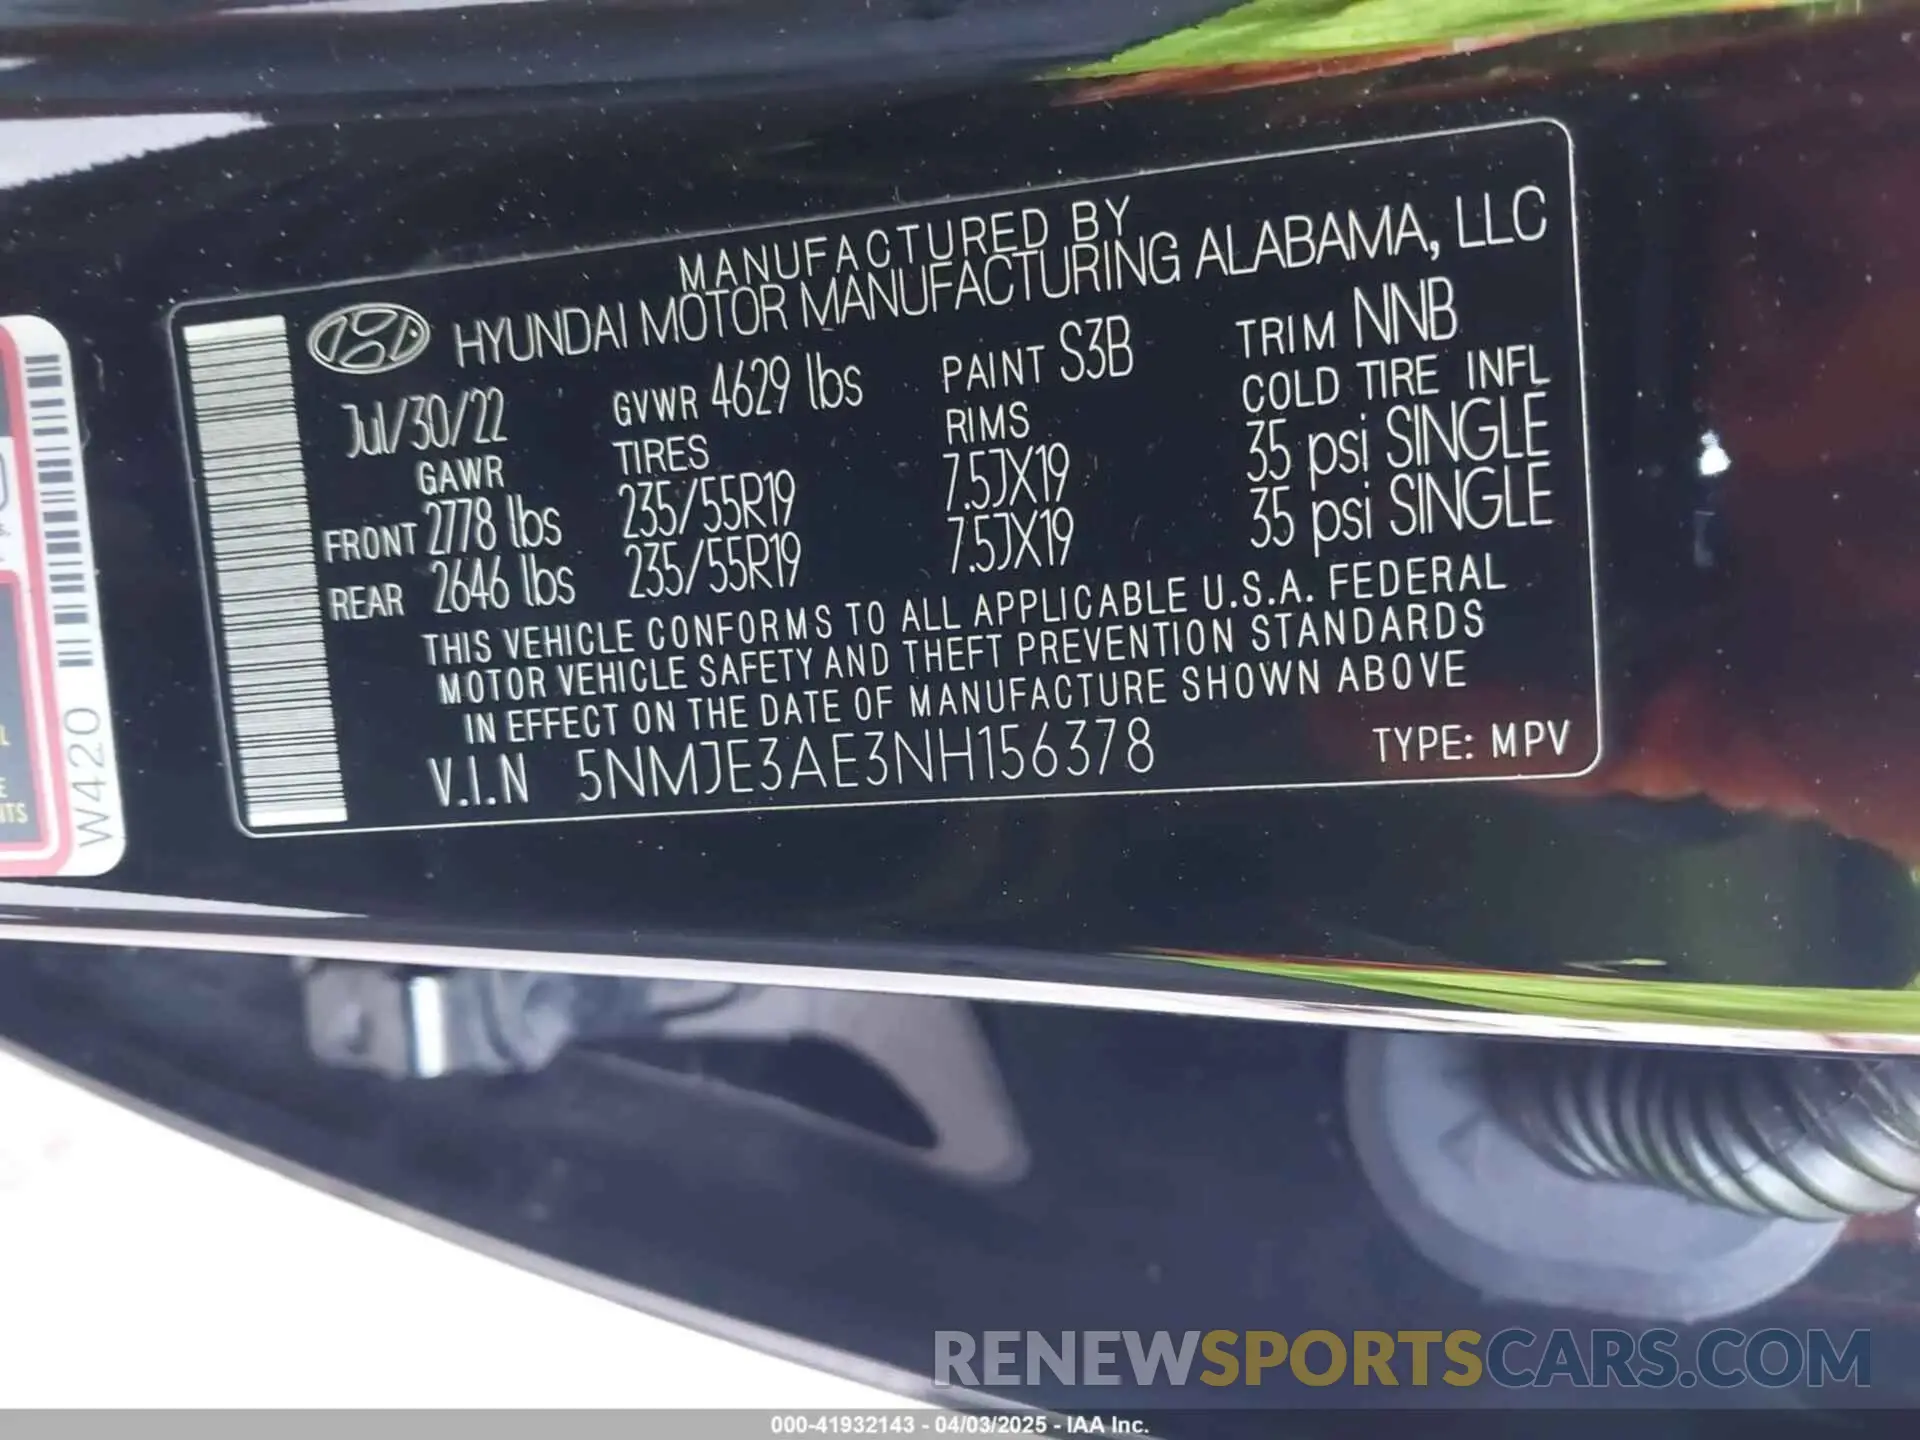 MANUFACTURED BY
HYUNDAI MOTOR MANUFACTURING ALABAMA, LLC
Jul/30/22 GVWR 4629 lbs PAINT S3B TRIM NNB
GAWR TIRES RIMS COLD TIRE INFL
FRONT 2778 lbs 235/55R19 7.5JX19 35 psi SINGLE
REAR 2646 lbs 235/55R19 7.5JX19 35 psi SINGLE
THIS VEHICLE CONFORMS TO ALL APPLICABLE U.S.A. FEDERAL
MOTOR VEHICLE SAFETY AND THEFT PREVENTION STANDARDS
IN EFFECT ON THE DATE OF MANUFACTURE SHOWN ABOVE
V.I.N 5NMJE3AE3NH156378 TYPE: MPV
W420
RENEWSPORTSCARS.COM
000-41932143 - 04/03/2025 - IAA Inc.